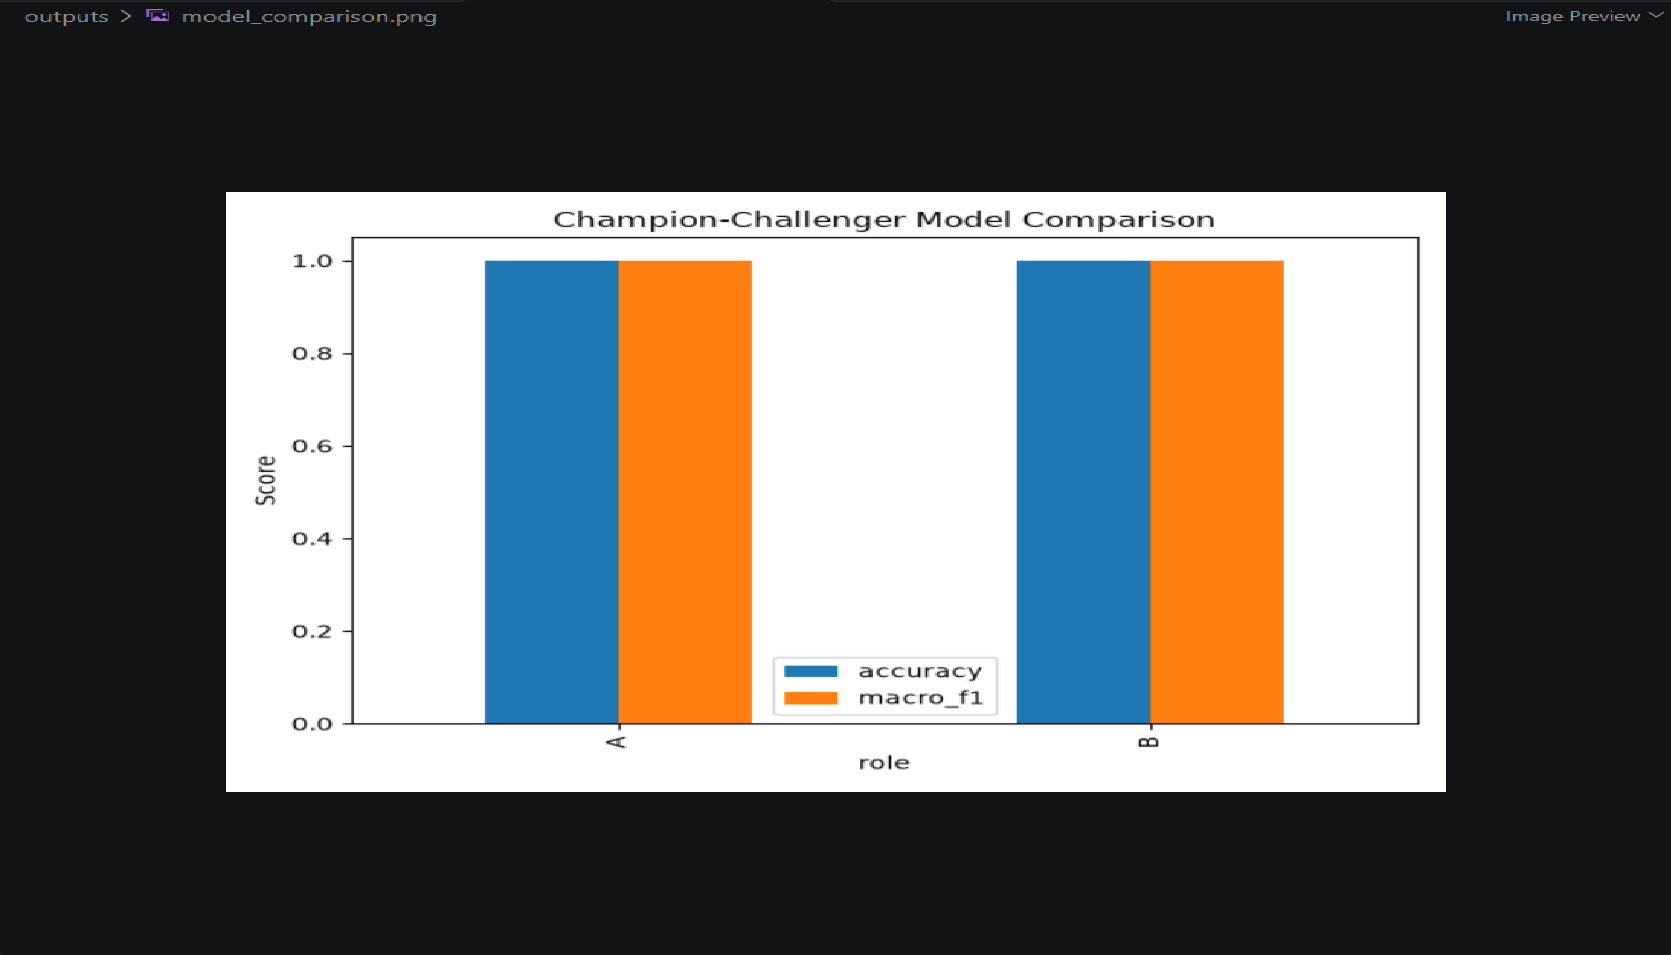 outputs > model_comparison.png
Image Preview
Champion-Challenger Model Comparison
1.0
0.8
0.6
0.4
0.2
0.0
Score
accuracy
macro_f1
A
B
role